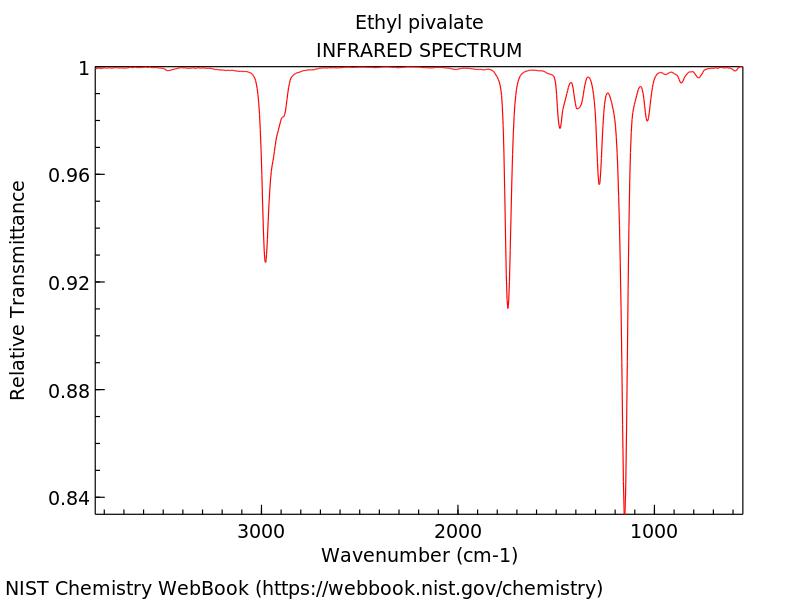 Ethyl pivalate
INFRARED SPECTRUM
1
0.96
0.92
0.88
0.84
Relative Transmittance
3000 2000 1000
Wavenumber (cm-1)
NIST Chemistry WebBook (https://webbook.nist.gov/chemistry)